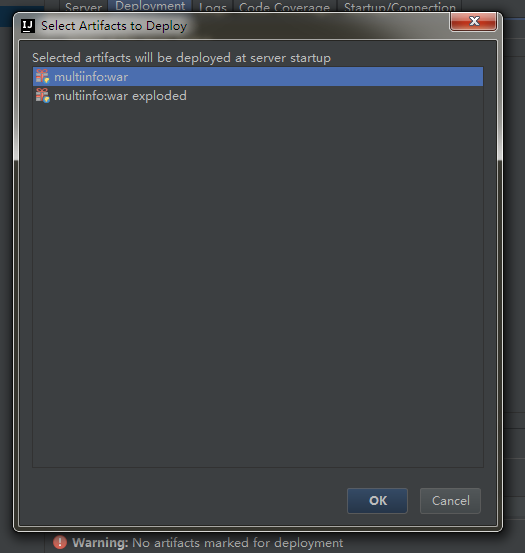 Server Deployment Logs Code Coverage Startup/Connection
IJ Select Artifacts to Deploy
Selected artifacts will be deployed at server startup
multiinfo:war
multiinfo:war exploded
OK Cancel
Warning: No artifacts marked for deployment